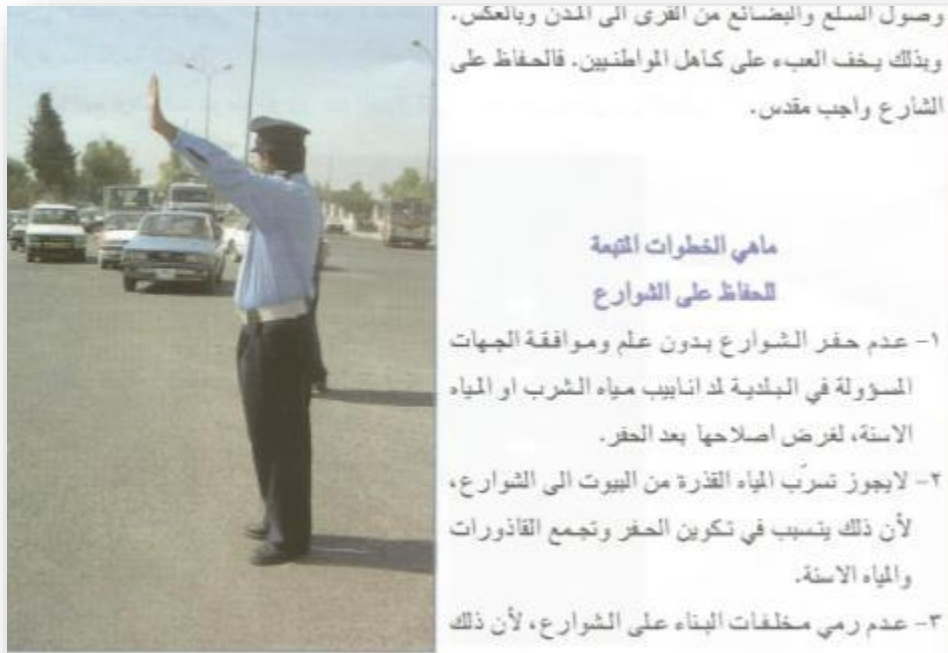 وصول السلع والبضائع من القرى الى المدن وبالعكس.
وبذلك يخف العبء على كاهل المواطنيين. فالحفاظ على
الشارع واجب مقدس.
ماهي الخطوات المتبعة
للحفاظ على الشوارع
١- عدم حفر الشوارع بدون علم وموافقة الجهات
المسؤولة في البلدية لمد انابيب مياه الشرب او المياه
الاسنة، لغرض اصلاحها بعد الحفر.
٢- لايجوز تسرّب المياه القذرة من البيوت الى الشوارع،
لأن ذلك يتسبب في تكوين الحفر وتجمع القاذورات
والمياه الاسنة.
٣- عدم رمي مخلفات البناء على الشوارع، لأن ذلك